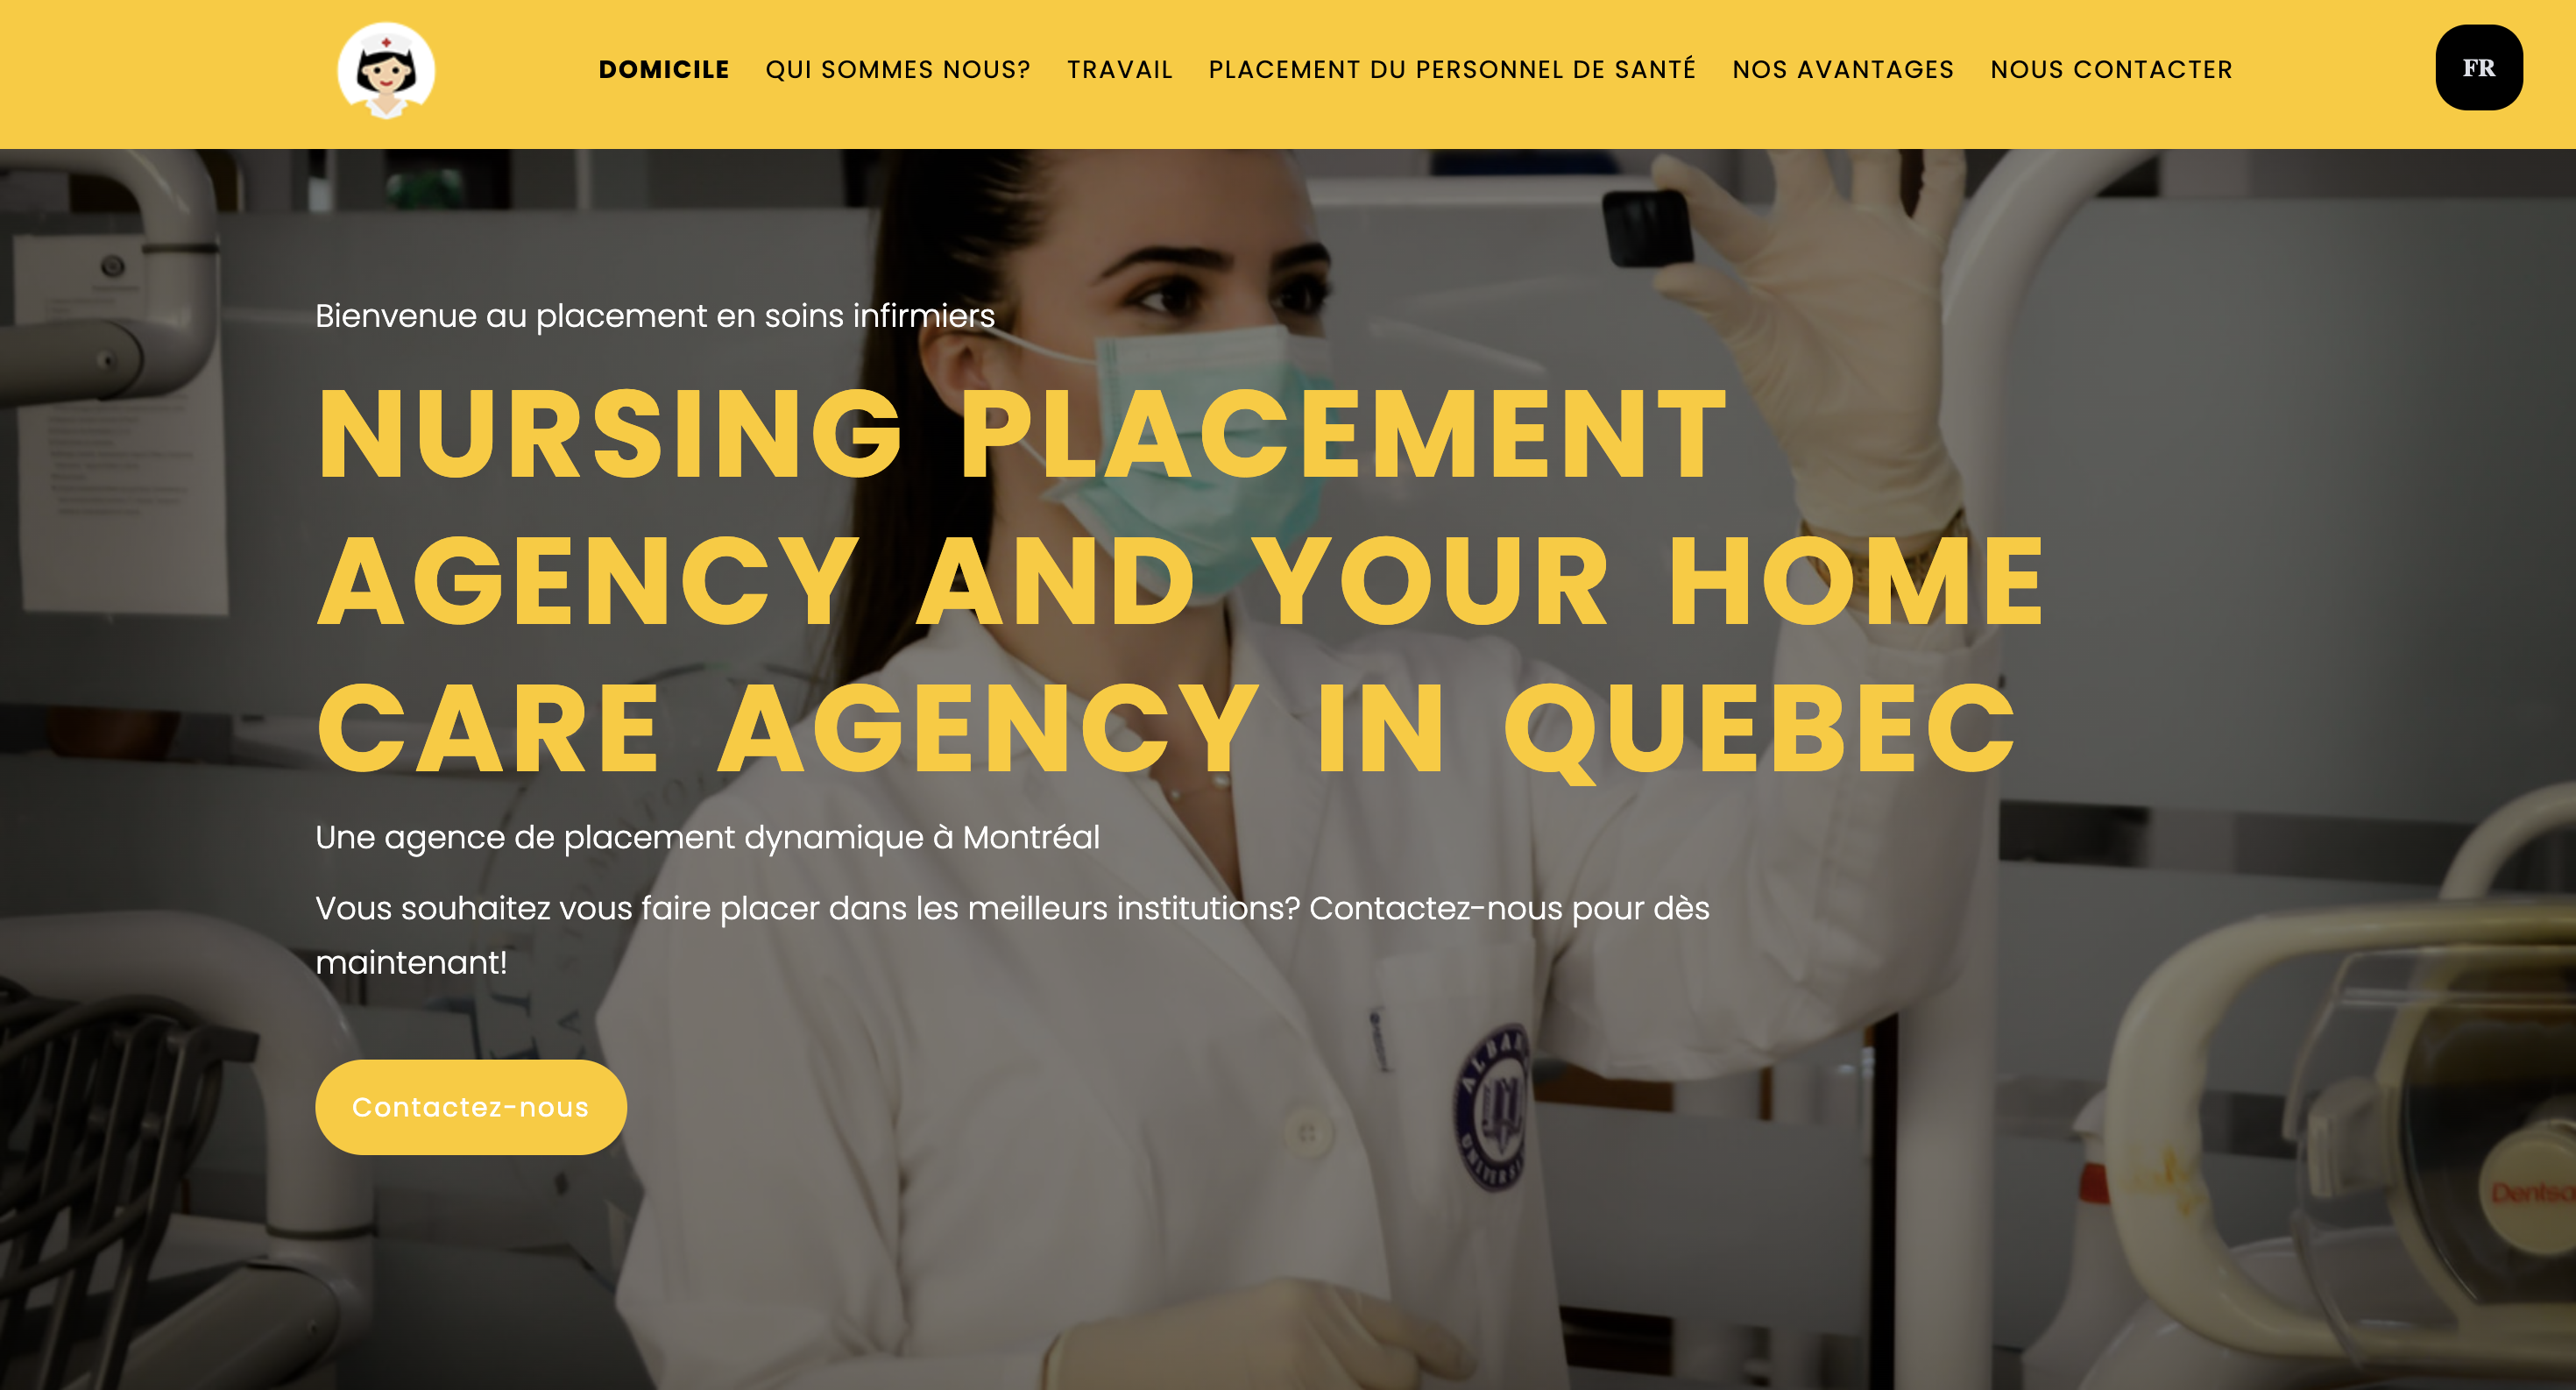 DOMICILE QUI SOMMES NOUS? TRAVAIL PLACEMENT DU PERSONNEL DE SANTÉ NOS AVANTAGES NOUS CONTACTER FR
Bienvenue au placement en soins infirmiers
NURSING PLACEMENT
AGENCY AND YOUR HOME
CARE AGENCY IN QUEBEC
Une agence de placement dynamique à Montréal
Vous souhaitez vous faire placer dans les meilleurs institutions? Contactez-nous pour dès
maintenant!
Contactez-nous